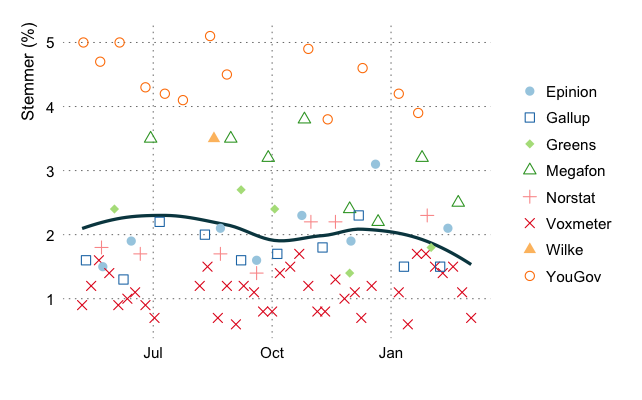 Stemmer (%)
5
4
3
2
1
Jul
Oct
Jan
Epinion
Gallup
Greens
Megafon
Norstat
Voxmeter
Wilke
YouGov